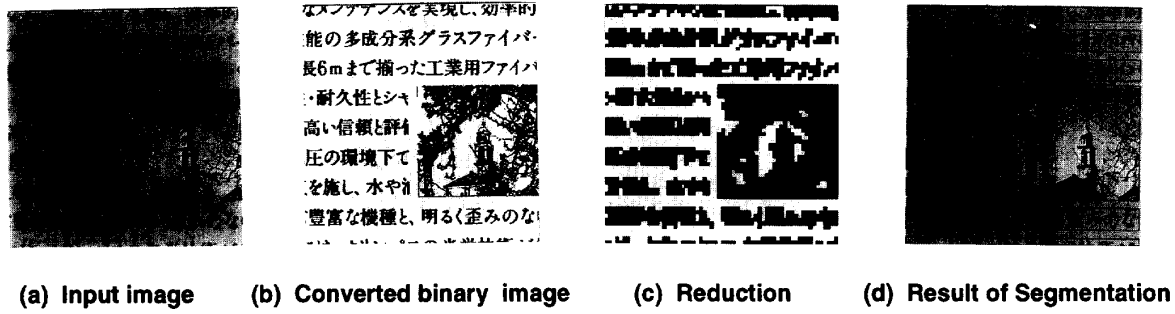 なメンテナンスを実現し、効率的
能の多成分系グラスファイバー
長6mまで揃った工業用ファイバ
・耐久性とシャ
高い信頼と評価
圧の環境下で
を施し、水や油
豊富な機種と、明るく歪みのない
(a) Input image
(b) Converted binary image
(c) Reduction
(d) Result of Segmentation